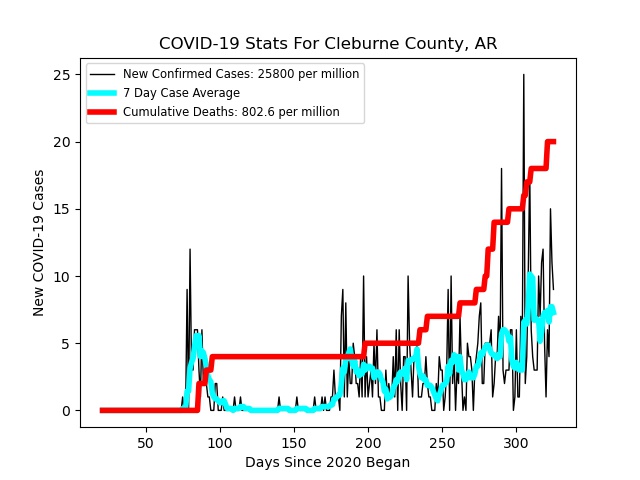 COVID-19 Stats For Cleburne County, AR
New Confirmed Cases: 25800 per million
7 Day Case Average
Cumulative Deaths: 802.6 per million
New COVID-19 Cases
25
20
15
10
5
0
50 100 150 200 250 300
Days Since 2020 Began